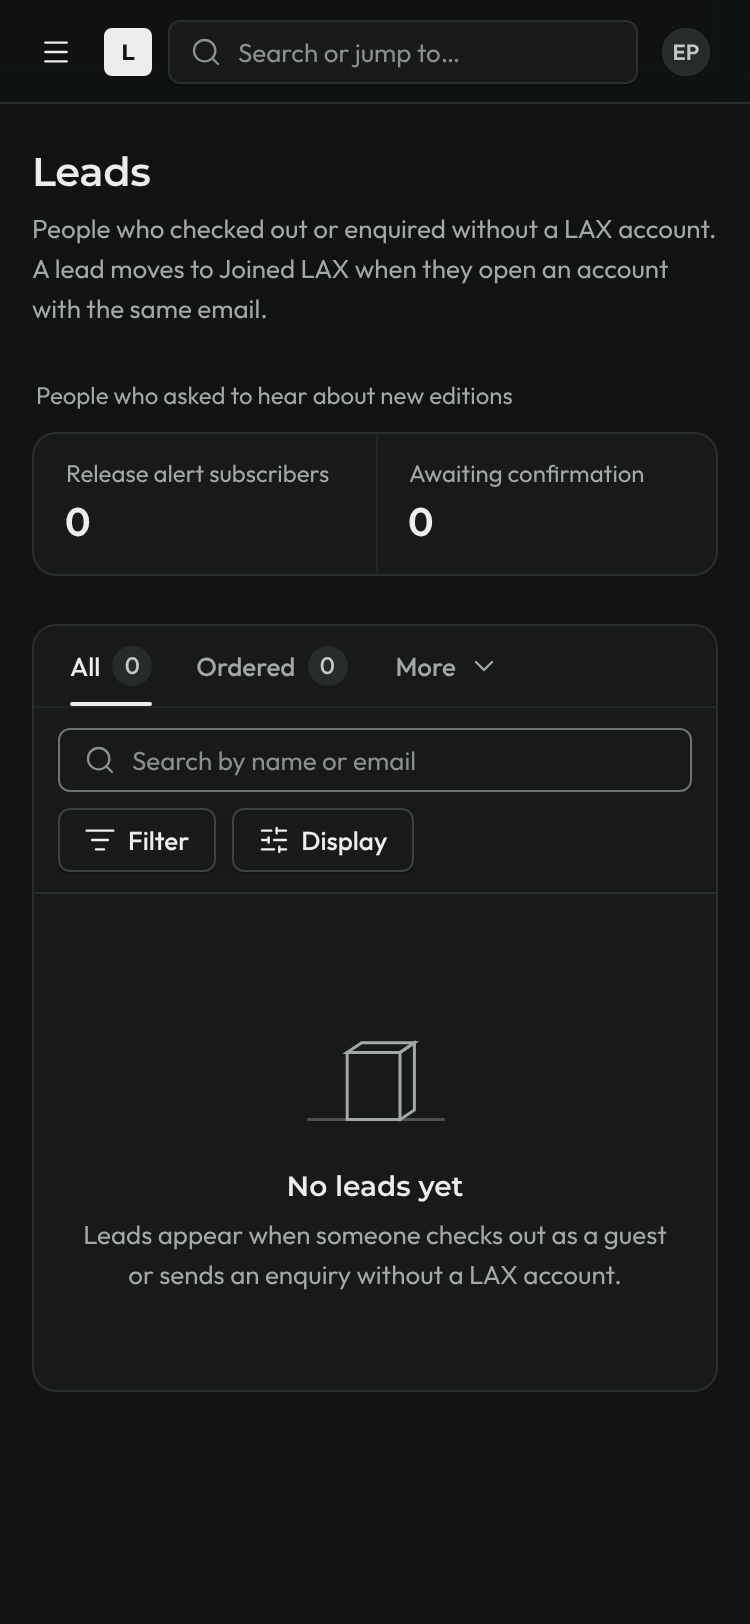 L
Search or jump to...
EP
Leads
People who checked out or enquired without a LAX account.
A lead moves to Joined LAX when they open an account
with the same email.
People who asked to hear about new editions
Release alert subscribers
0
Awaiting confirmation
0
All 0 Ordered 0 More
Search by name or email
Filter Display
No leads yet
Leads appear when someone checks out as a guest
or sends an enquiry without a LAX account.